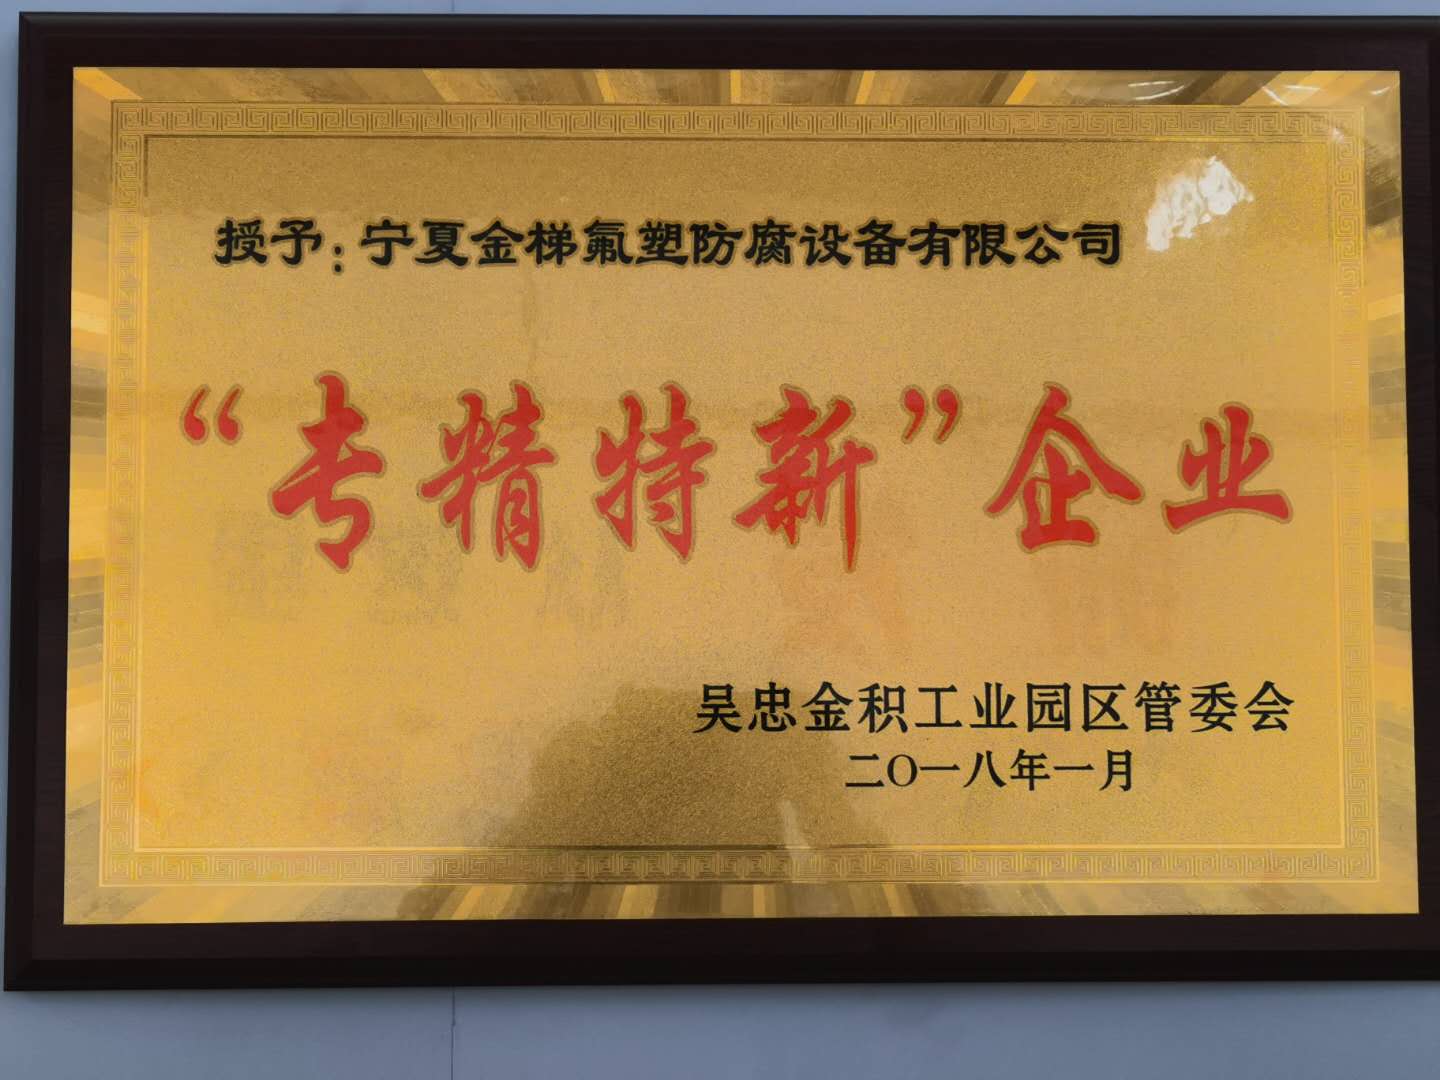 授予：宁夏金梯氟塑防腐设备有限公司
“专精特新”企业
吴忠金积工业园区管委会
二〇一八年一月